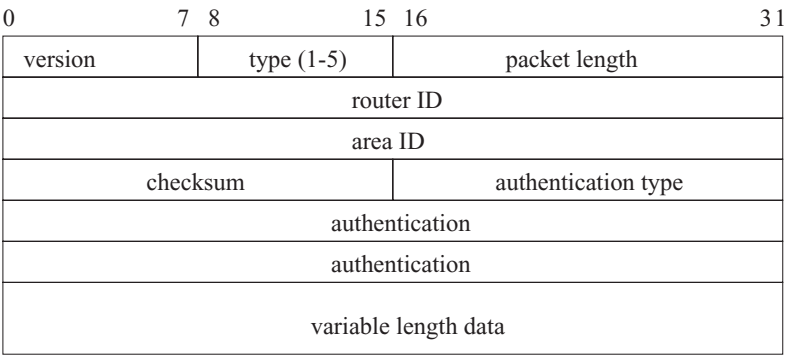 0 7 8 15 16 31
version type (1-5) packet length
router ID
area ID
checksum authentication type
authentication
authentication
variable length data